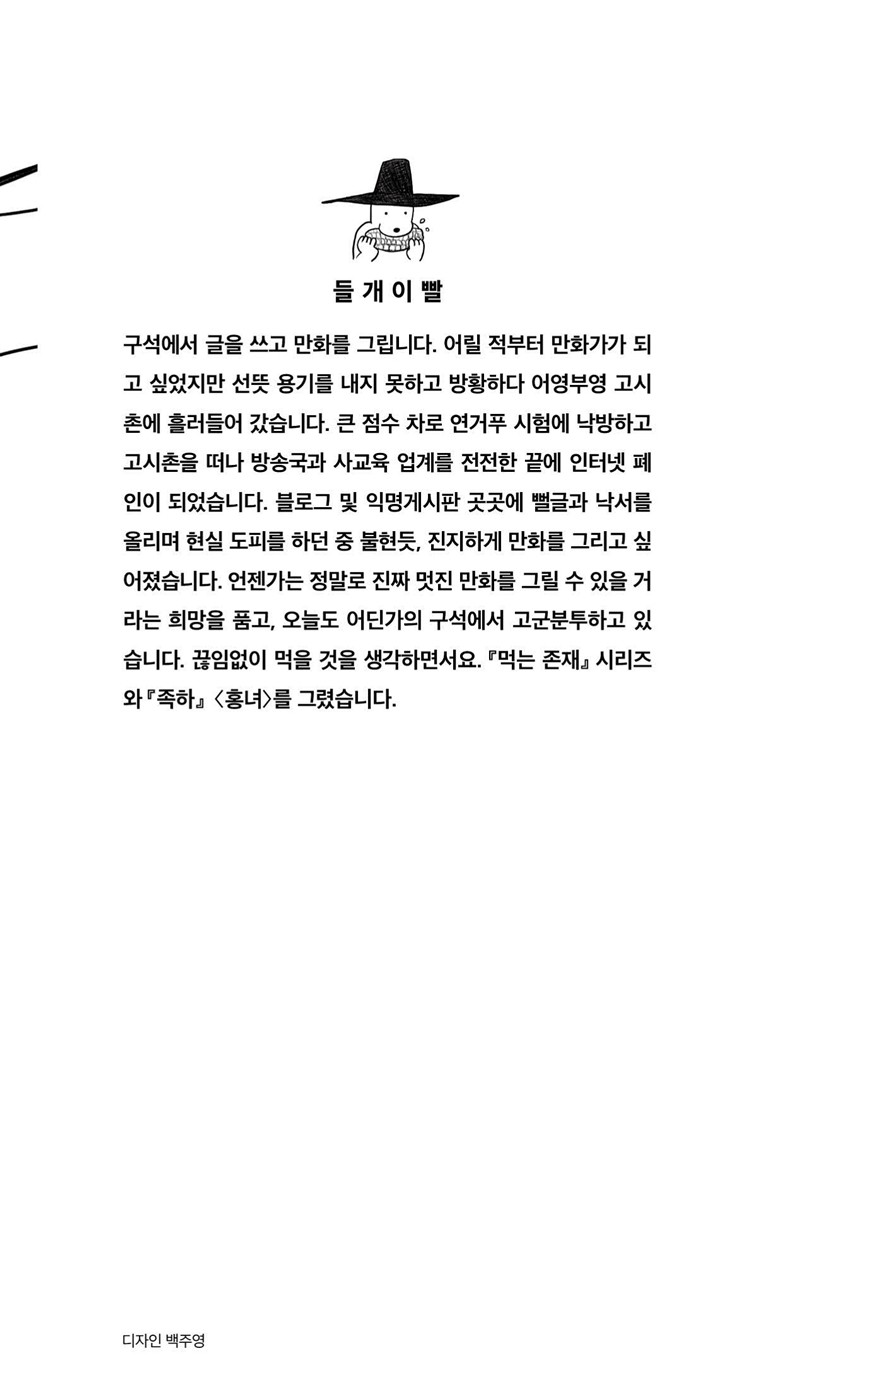 들개이빨
구석에서 글을 쓰고 만화를 그립니다. 어릴 적부터 만화가가 되
고 싶었지만 선뜻 용기를 내지 못하고 방황하다 어영부영 고시
촌에 흘러들어 갔습니다. 큰 점수 차로 연거푸 시험에 낙방하고
고시촌을 떠나 방송국과 사교육 업계를 전전한 끝에 인터넷 폐
인이 되었습니다. 블로그 및 익명게시판 곳곳에 뻘글과 낙서를
올리며 현실 도피를 하던 중 불현듯, 진지하게 만화를 그리고 싶
어졌습니다. 언젠가는 정말로 진짜 멋진 만화를 그릴 수 있을 거
라는 희망을 품고, 오늘도 어딘가의 구석에서 고군분투하고 있
습니다. 끊임없이 먹을 것을 생각하면서요. 『먹는 존재』 시리즈
와 『족하』 〈홍녀〉를 그렸습니다.
디자인 백주영